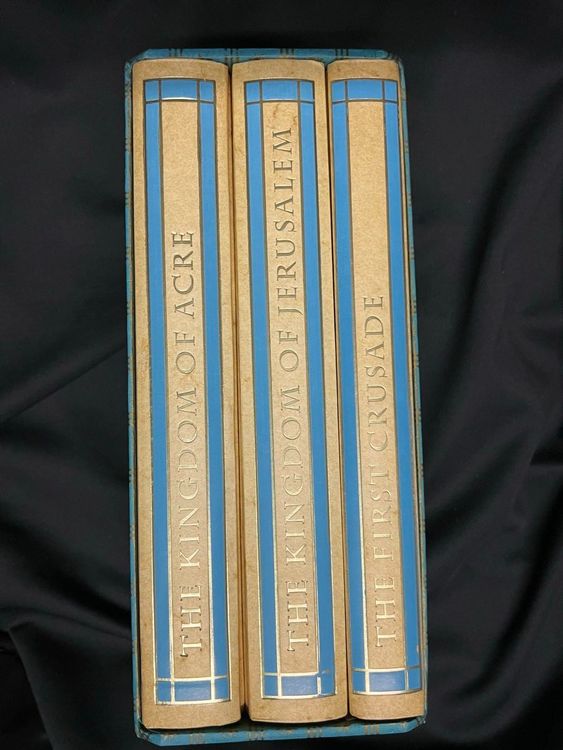 THE KINGDOM OF ACRE
THE KINGDOM OF JERUSALEM
THE FIRST CRUSADE